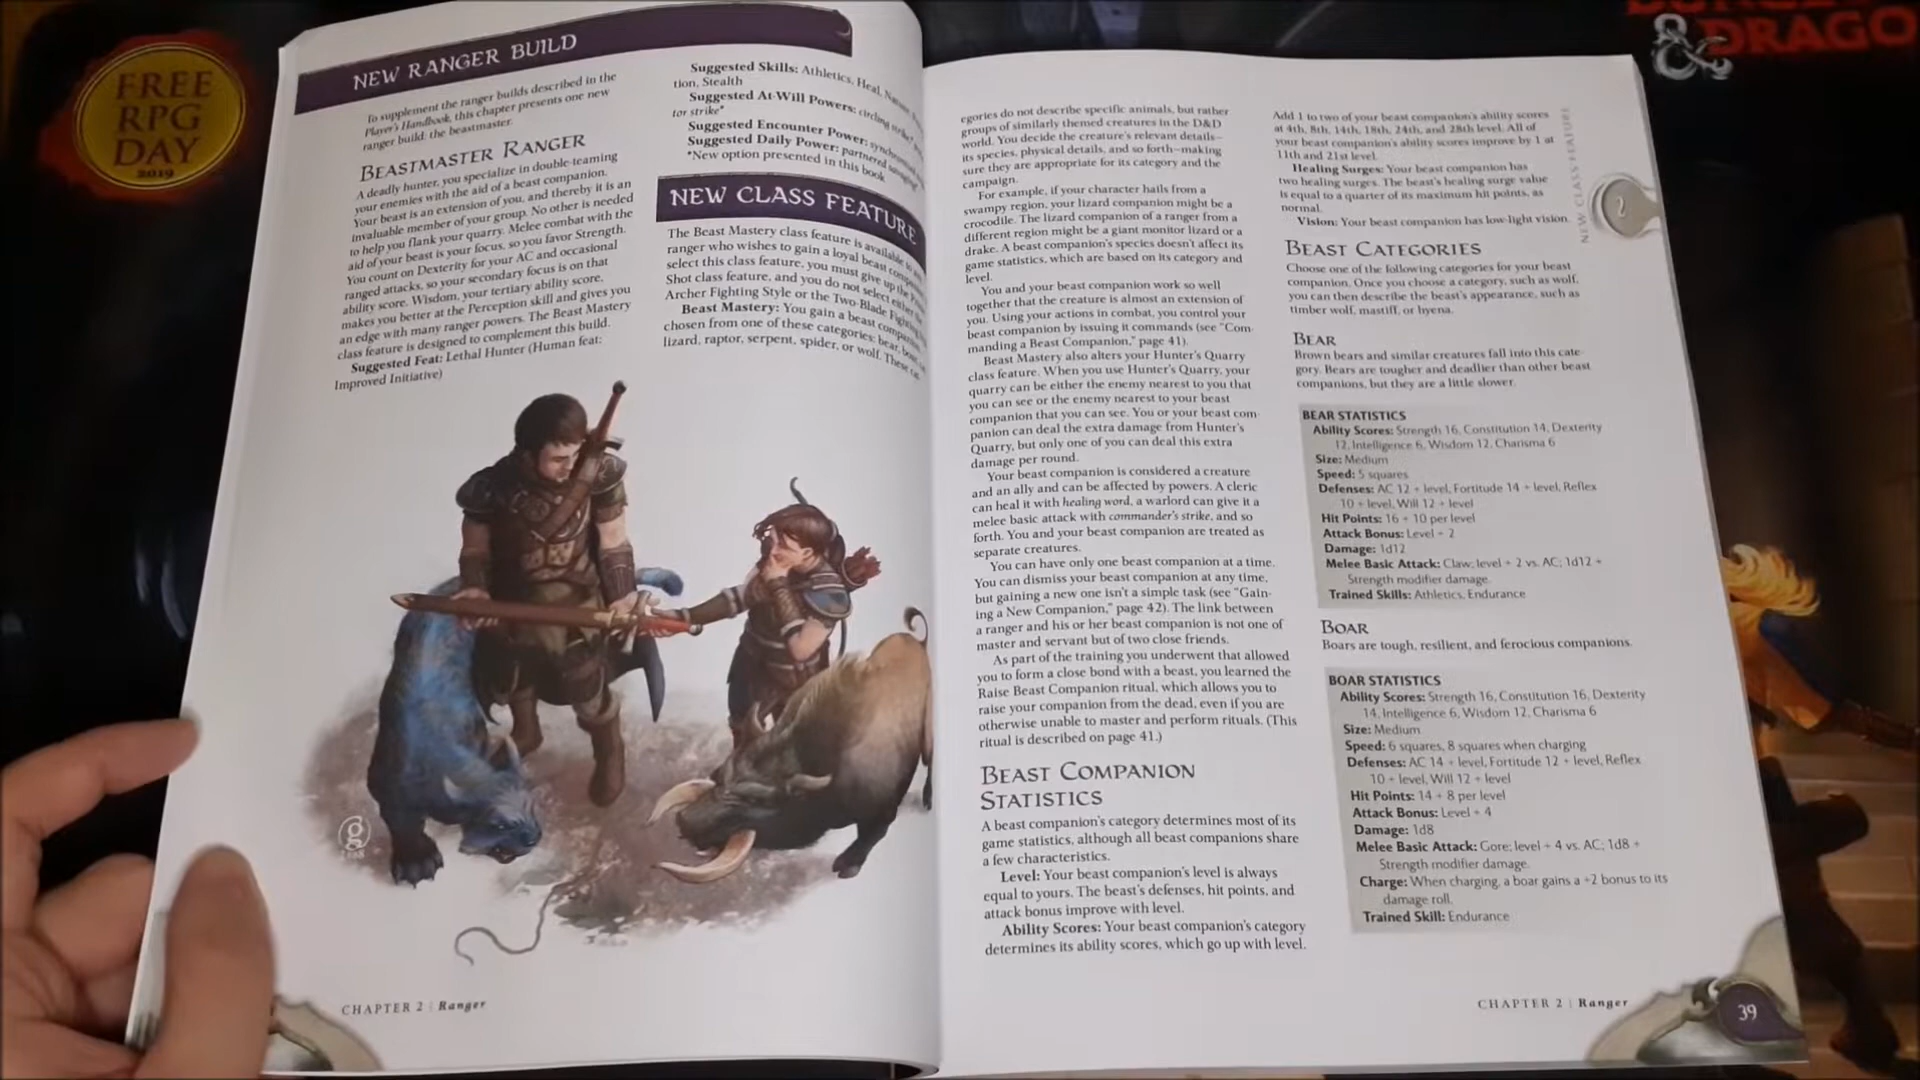 FREE
RPG
DAY
2019
& DRAGO
NEW RANGER BUILD
To supplement the ranger builds described in the
Player's Handbook, this chapter presents one new
ranger build: the beastmaster.
BEASTMASTER RANGER
A deadly hunter, you specialize in double-teaming
your enemies with the aid of a beast companion.
Your beast is an extension of you, and thereby it is an
invaluable member of your group. No other is needed
to help you flank your quarry. Melee combat with the
aid of your beast is your focus, so you favor Strength.
You count on Dexterity for your AC and occasional
ranged attacks, so your secondary focus is on that
ability score. Wisdom, your tertiary ability score,
makes you better at the Perception skill and gives you
an edge with many ranger powers. The Beast Mastery
class feature is designed to complement this build.
Suggested Feat: Lethal Hunter (Human feat:
Improved Initiative)
Suggested Skills: Athletics, Heal,
tion, Stealth
Suggested At-Will Powers: circling strike,*
tor strike*
Suggested Encounter Power:
Suggested Daily Power: partnered
*New option presented in this book
NEW CLASS FEATURE
The Beast Mastery class feature is available to
ranger who wishes to gain a loyal beast
select this class feature, you must give up the
Shot class feature, and you do not select either the
Archer Fighting Style or the Two-Blade
Beast Mastery: You gain a beast
chosen from one of these categories: bear,
lizard, raptor, serpent, spider, or wolf. These
CHAPTER 2 | Ranger
egories do not describe specific animals, but rather
groups of similarly themed creatures in the D&D
world. You decide the creature's relevant details–
its species, physical details, and so forth–making
sure they are appropriate for its category and the
campaign.
For example, if your character hails from a
swampy region, your lizard companion might be a
crocodile. The lizard companion of a ranger from a
different region might be a giant monitor lizard or a
drake. A beast companion's species doesn't affect its
game statistics, which are based on its category and
level.
You and your beast companion work so well
together that the creature is almost an extension of
you. Using your actions in combat, you control your
beast companion by issuing it commands (see "Com-
manding a Beast Companion," page 41).
Beast Mastery also alters your Hunter's Quarry
class feature. When you use Hunter's Quarry, your
quarry can be either the enemy nearest to you that
you can see or the enemy nearest to your beast
companion that you can see. You or your beast com-
panion can deal the extra damage from Hunter's
Quarry, but only one of you can deal this extra
damage per round.
Your beast companion is considered a creature
and an ally and can be affected by powers. A cleric
can heal it with healing word, a warlord can give it a
melee basic attack with commander's strike, and so
forth. You and your beast companion are treated as
separate creatures.
You can have only one beast companion at a time.
You can dismiss your beast companion at any time,
but gaining a new one isn't a simple task (see "Gain-
ing a New Companion," page 42). The link between
a ranger and his or her beast companion is not one of
master and servant but of two close friends.
As part of the training you underwent that allowed
you to form a close bond with a beast, you learned the
Raise Beast Companion ritual, which allows you to
raise your companion from the dead, even if you are
otherwise unable to master and perform rituals. (This
ritual is described on page 41.)
BEAST COMPANION
STATISTICS
A beast companion's category determines most of its
game statistics, although all beast companions share
a few characteristics.
Level: Your beast companion's level is always
equal to yours. The beast's defenses, hit points, and
attack bonus improve with level.
Ability Scores: Your beast companion's category
determines its ability scores, which go up with level.
Add 1 to two of your beast companion's ability scores
at 4th, 8th, 14th, 18th, 24th, and 28th level. All of
your beast companion's ability scores improve by 1 at
11th and 21st level.
Healing Surges: Your beast companion has
two healing surges. The beast's healing surge value
is equal to a quarter of its maximum hit points, as
normal.
Vision: Your beast companion has low-light vision.
BEAST CATEGORIES
Choose one of the following categories for your beast
companion. Once you choose a category, such as wolf,
you can then describe the beast's appearance, such as
timber wolf, mastiff, or hyena.
BEAR
Brown bears and similar creatures fall into this cate-
gory. Bears are tougher and deadlier than other beast
companions, but they are a little slower.
BEAR STATISTICS
Ability Scores: Strength 16, Constitution 14, Dexterity
12, Intelligence 6, Wisdom 12, Charisma 6
Size: Medium
Speed: 5 squares
Defenses: AC 12 + level, Fortitude 14 + level, Reflex
10 + level, Will 12 + level
Hit Points: 16 + 10 per level
Attack Bonus: Level + 2
Damage: 1d12
Melee Basic Attack: Claw; level + 2 vs. AC; 1d12 +
Strength modifier damage.
Trained Skills: Athletics, Endurance
BOAR
Boars are tough, resilient, and ferocious companions.
BOAR STATISTICS
Ability Scores: Strength 16, Constitution 16, Dexterity
14, Intelligence 6, Wisdom 12, Charisma 6
Size: Medium
Speed: 6 squares, 8 squares when charging
Defenses: AC 14 + level, Fortitude 12 + level, Reflex
10 + level, Will 12 + level
Hit Points: 14 + 8 per level
Attack Bonus: Level + 4
Damage: 1d8
Melee Basic Attack: Gore; level + 4 vs. AC; 1d8 +
Strength modifier damage.
Charge: When charging, a boar gains a +2 bonus to its
damage roll.
Trained Skill: Endurance
NEW CLASS FEATURE
2
CHAPTER 2 | Ranger
39